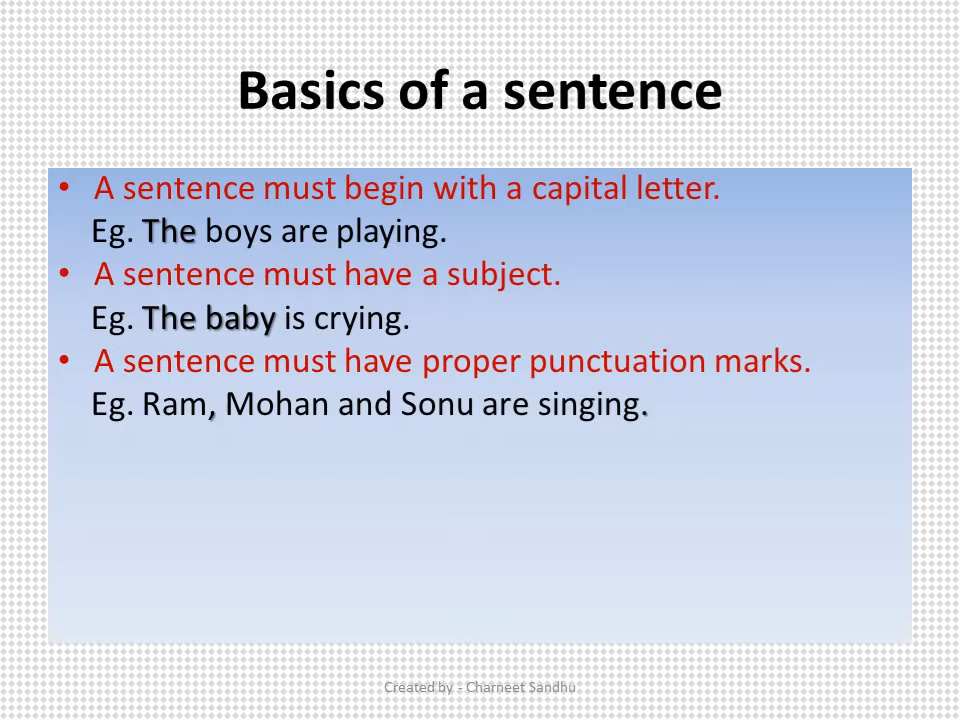 Basics of a sentence
• A sentence must begin with a capital letter.
Eg. The boys are playing.
• A sentence must have a subject.
Eg. The baby is crying.
• A sentence must have proper punctuation marks.
Eg. Ram, Mohan and Sonu are singing.
Created by - Charneet Sandhu